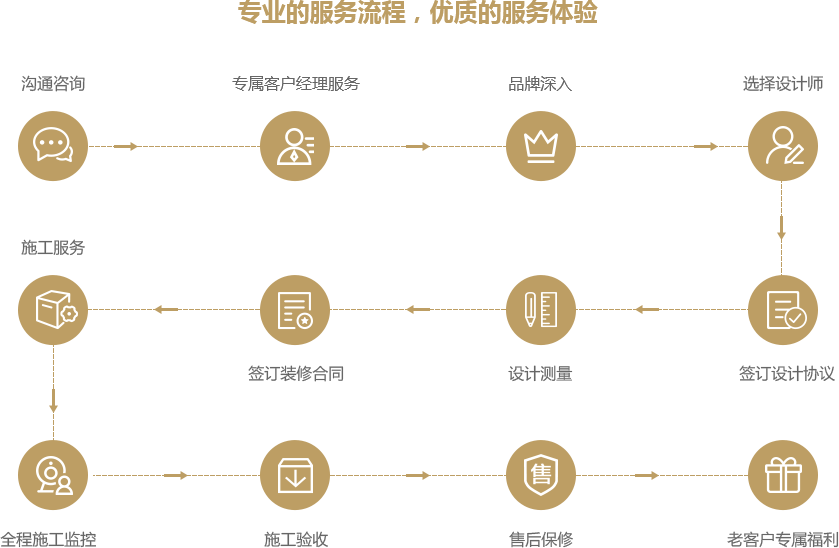 专业的服务流程，优质的服务体验
沟通咨询
专属客户经理服务
品牌深入
选择设计师
施工服务
签订装修合同
设计测量
签订设计协议
售
全程施工监控
施工验收
售后保修
老客户专属福利